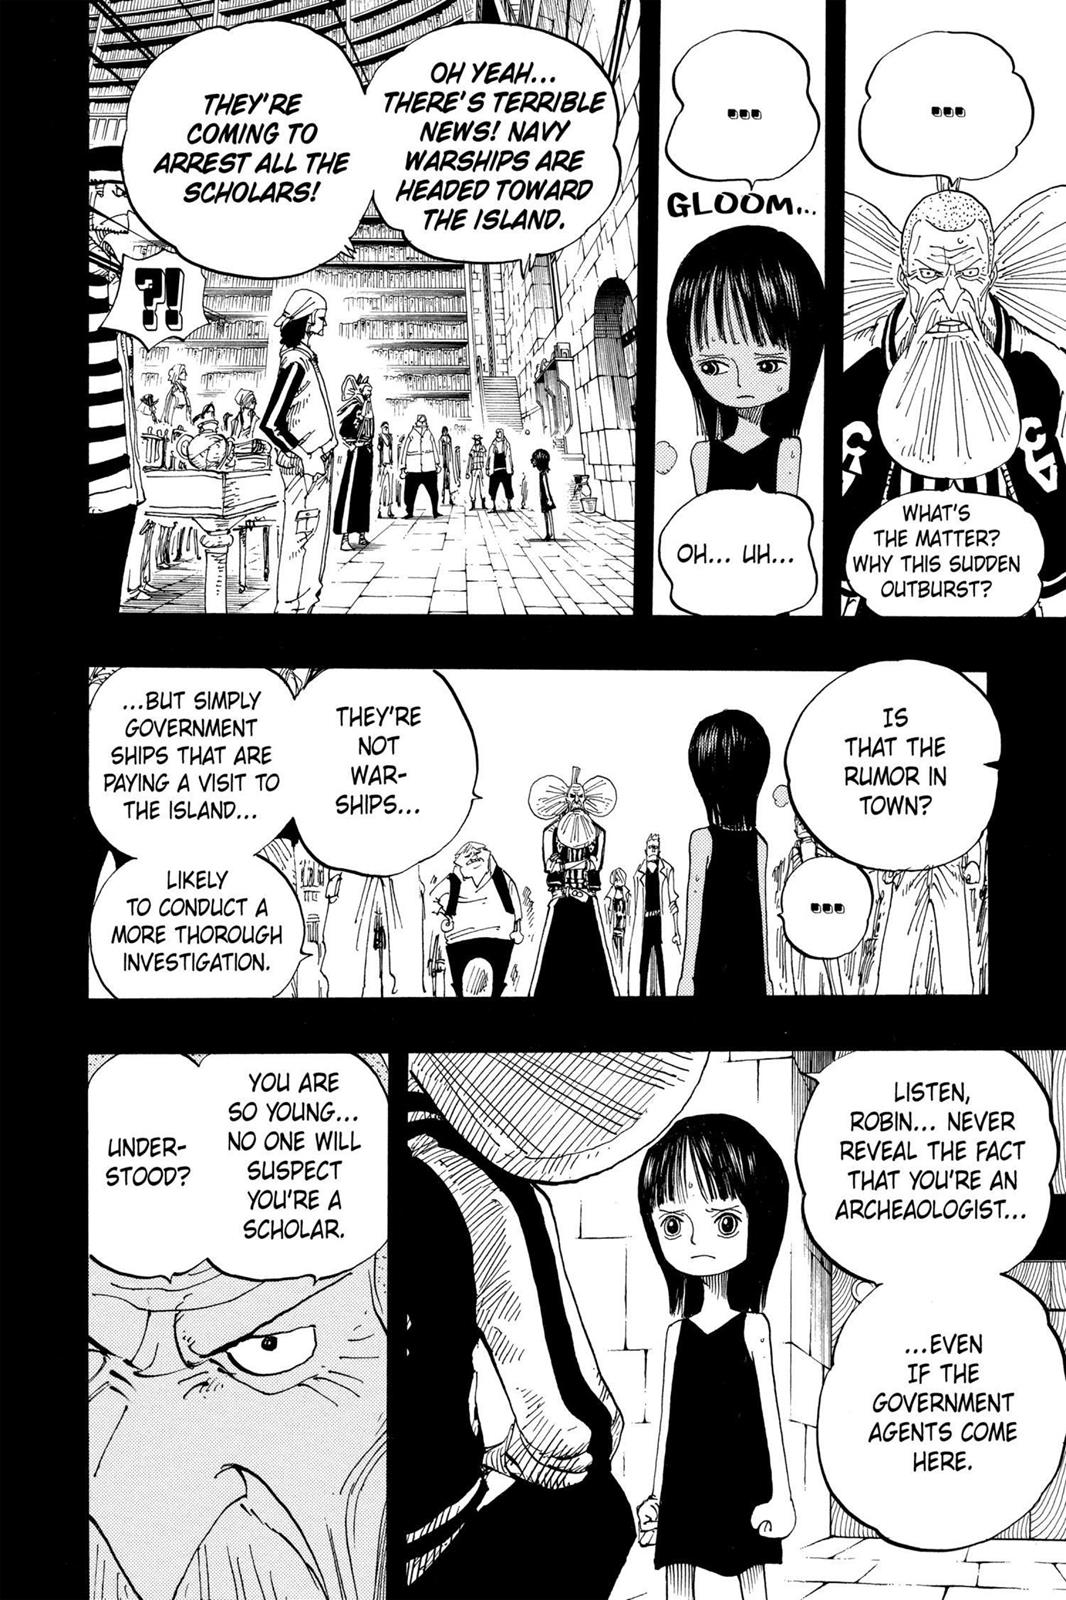 ...
WHAT'S
THE MATTER?
WHY THIS SUDDEN
OUTBURST?
...
GLOOM...
OH... UH...
OH YEAH...
THERE'S TERRIBLE
NEWS! NAVY
WARSHIPS ARE
HEADED TOWARD
THE ISLAND.
THEY'RE
COMING TO
ARREST ALL THE
SCHOLARS!
?!
IS
THAT THE
RUMOR IN
TOWN?
...
THEY'RE
NOT
WAR-
SHIPS...
...BUT SIMPLY
GOVERNMENT
SHIPS THAT ARE
PAYING A VISIT TO
THE ISLAND...
LIKELY
TO CONDUCT A
MORE THOROUGH
INVESTIGATION.
LISTEN,
ROBIN... NEVER
REVEAL THE FACT
THAT YOU'RE AN
ARCHEAOLOGIST...
...EVEN
IF THE
GOVERNMENT
AGENTS COME
HERE.
YOU ARE
SO YOUNG...
NO ONE WILL
SUSPECT
YOU'RE A
SCHOLAR.
UNDER-
STOOD?